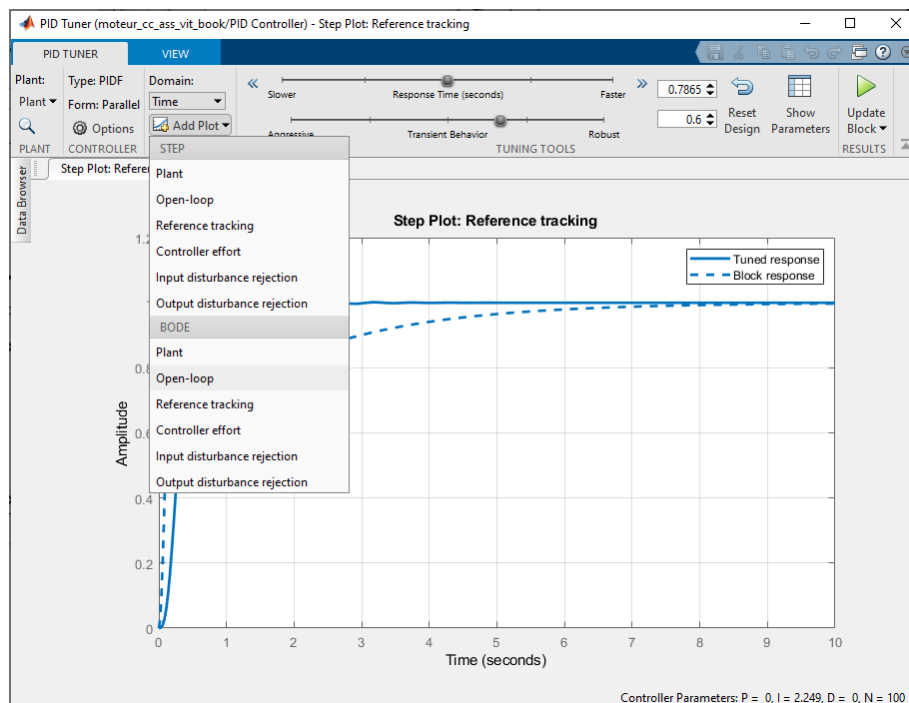 PID Tuner (moteur_cc_ass_vit_book/PID Controller) - Step Plot: Reference tracking
PID TUNER
VIEW
Plant:
Plant
PLANT
Type: PIDF
Form: Parallel
Options
CONTROLLER
Domain:
Time
Add Plot
Slower
Response Time (seconds)
Faster
0.7865
Aggressive
Transient Behavior
Robust
0.6
Reset
Design
Show
Parameters
TUNING TOOLS
Update
Block
RESULTS
Data Browser
Step Plot: Refere
STEP
Plant
Open-loop
Reference tracking
Controller effort
Input disturbance rejection
Output disturbance rejection
BODE
Plant
Open-loop
Reference tracking
Controller effort
Input disturbance rejection
Output disturbance rejection
Step Plot: Reference tracking
Tuned response
Block response
Amplitude
1.2
0.8
0.6
0.4
0.2
0
0 1 2 3 4 5 6 7 8 9 10
Time (seconds)
Controller Parameters: P = 0, I = 2.249, D = 0, N = 100